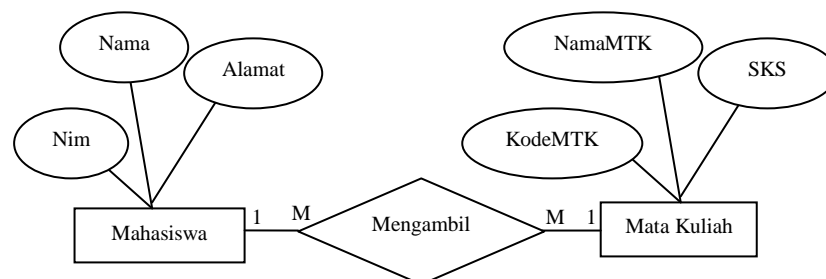 Nama
NamaMTK
Alamat
SKS
Nim
KodeMTK
Mahasiswa
1
M
Mengambil
M
1
Mata Kuliah